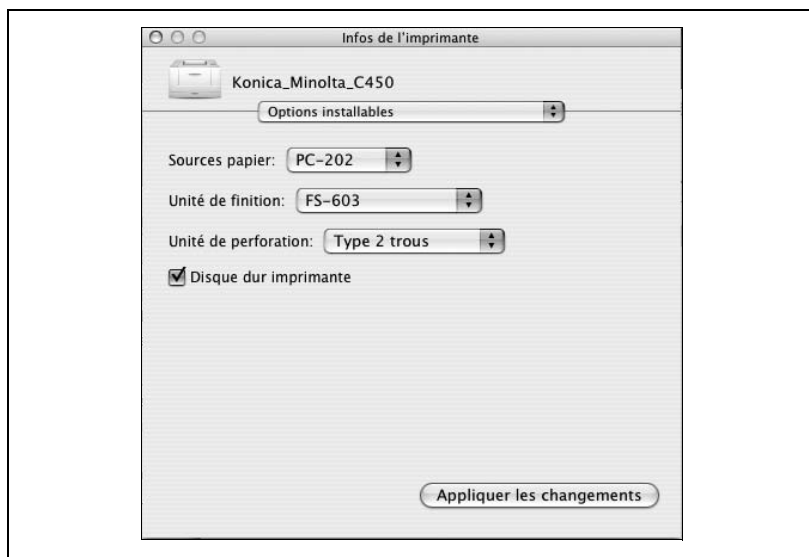 Infos de l'imprimante
Konica_Minolta_C450
Options installables
Sources papier: PC-202
Unité de finition: FS-603
Unité de perforation: Type 2 trous
Disque dur imprimante
Appliquer les changements